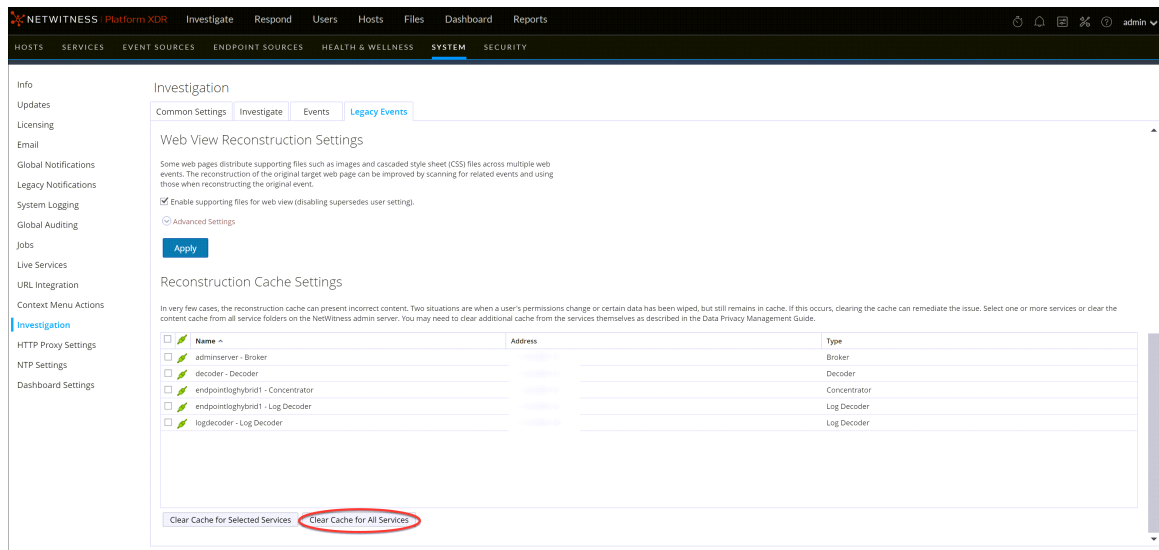 NETWITNESS Platform XDR Investigate Respond Users Hosts Files Dashboard Reports admin
HOSTS SERVICES EVENT SOURCES ENDPOINT SOURCES HEALTH & WELLNESS SYSTEM SECURITY
Info
Updates
Licensing
Email
Global Notifications
Legacy Notifications
System Logging
Global Auditing
Jobs
Live Services
URL Integration
Context Menu Actions
Investigation
HTTP Proxy Settings
NTP Settings
Dashboard Settings
Investigation
Common Settings Investigate Events Legacy Events
Web View Reconstruction Settings
Some web pages distribute supporting files such as images and cascaded style sheet (CSS) files across multiple web
events. The reconstruction of the original target web page can be improved by scanning for related events and using
those when reconstructing the original event.
Enable supporting files for web view (disabling supersedes user setting).
Advanced Settings
Apply
Reconstruction Cache Settings
In very few cases, the reconstruction cache can present incorrect content. Two situations are when a user's permissions change or certain data has been wiped, but still remains in cache. If this occurs, clearing the cache can remediate the issue. Select one or more services or clear the
content cache from all service folders on the NetWitness admin server. You may need to clear additional cache from the services themselves as described in the Data Privacy Management Guide.
Name Address Type
adminserver - Broker Broker
decoder - Decoder Decoder
endpointloghybrid1 - Concentrator Concentrator
endpointloghybrid1 - Log Decoder Log Decoder
logdecoder - Log Decoder Log Decoder
Clear Cache for Selected Services Clear Cache for All Services